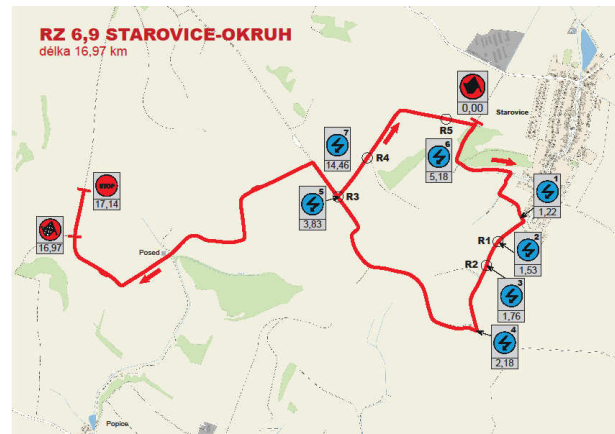 RZ 6,9 STAROVICE-OKRUH
délka 16,97 km
0,00
Starovice
R5
7
14,46
R4
6
5,18
STOP
17,14
5
3,83
R3
1
1,22
16,97
Posed
R1
2
1,53
R2
3
1,76
4
2,18
Popice